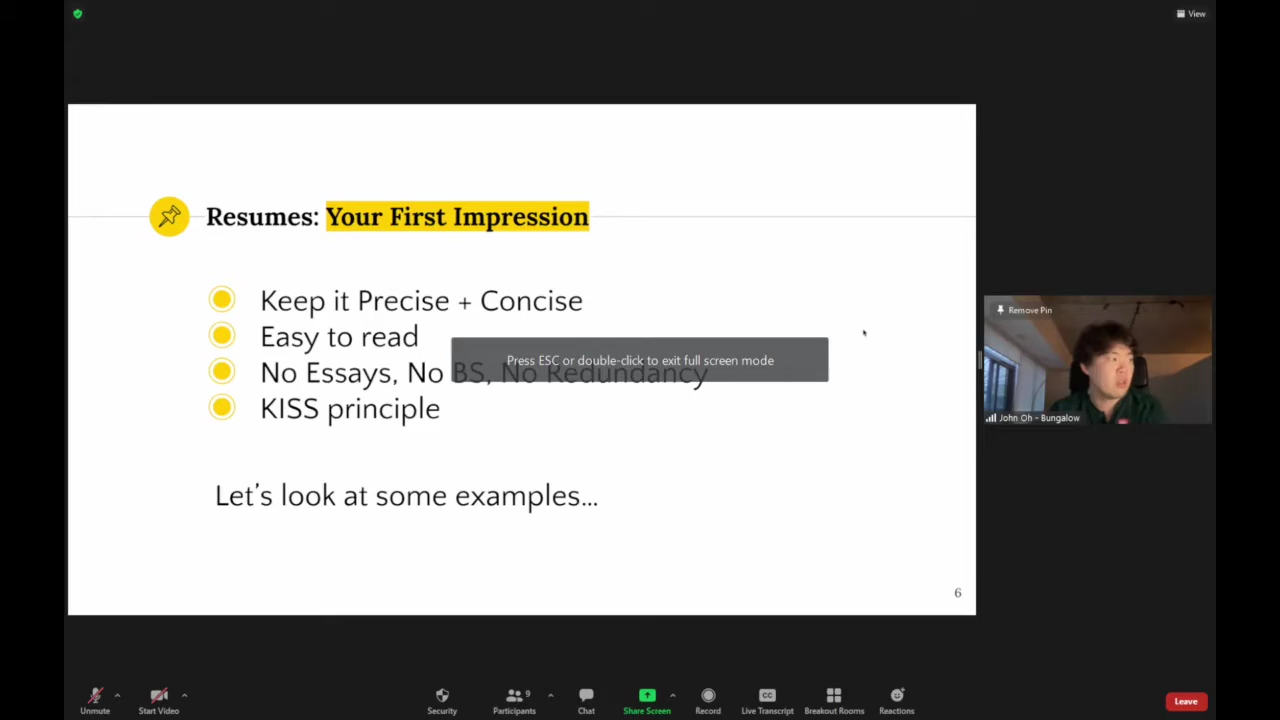 View
Resumes: Your First Impression
Keep it Precise + Concise
Easy to read
Press ESC or double-click to exit full screen mode
No Essays, No BS, No Redundancy
KISS principle
Let's look at some examples...
6
Remove Pin
John Oh - Bungalow
Unmute
Start Video
Security
9
Participants
Chat
Share Screen
Record
CC
Live Transcript
Breakout Rooms
Reactions
Leave